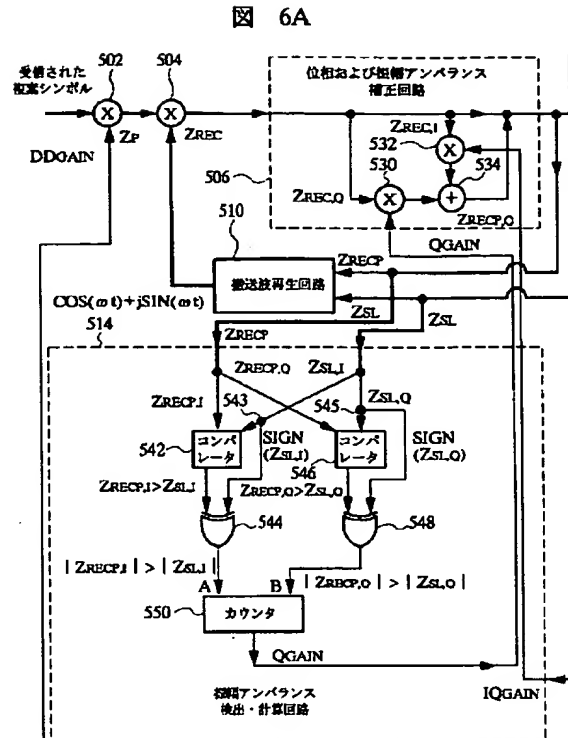 図 6A
受信された
複素シンボル
502
504
位相および振幅アンバランス
補正回路
X
X
ZP
ZREC
DDGAIN
ZREC,I
532
X
530
534
506
X
+
ZREC,Q
ZRECP,Q
510
ZRECP
QGAIN
搬送波再生回路
COS(ωt)+jSIN(ωt)
ZSL
514
ZRECP
ZSL
ZRECP,Q
ZSL,I
ZRECP,I
543
545
ZSL,Q
542
コンパ
レータ
SIGN
(ZSL,I)
546
コンパ
レータ
SIGN
(ZSL,Q)
ZRECP,I>ZSL,I
ZRECP,Q>ZSL,Q
544
548
| ZRECP,I | > | ZSL,I |
A
B
| ZRECP,Q | > | ZSL,Q |
550
カウンタ
QGAIN
IQGAIN
振幅アンバランス
検出・計算回路